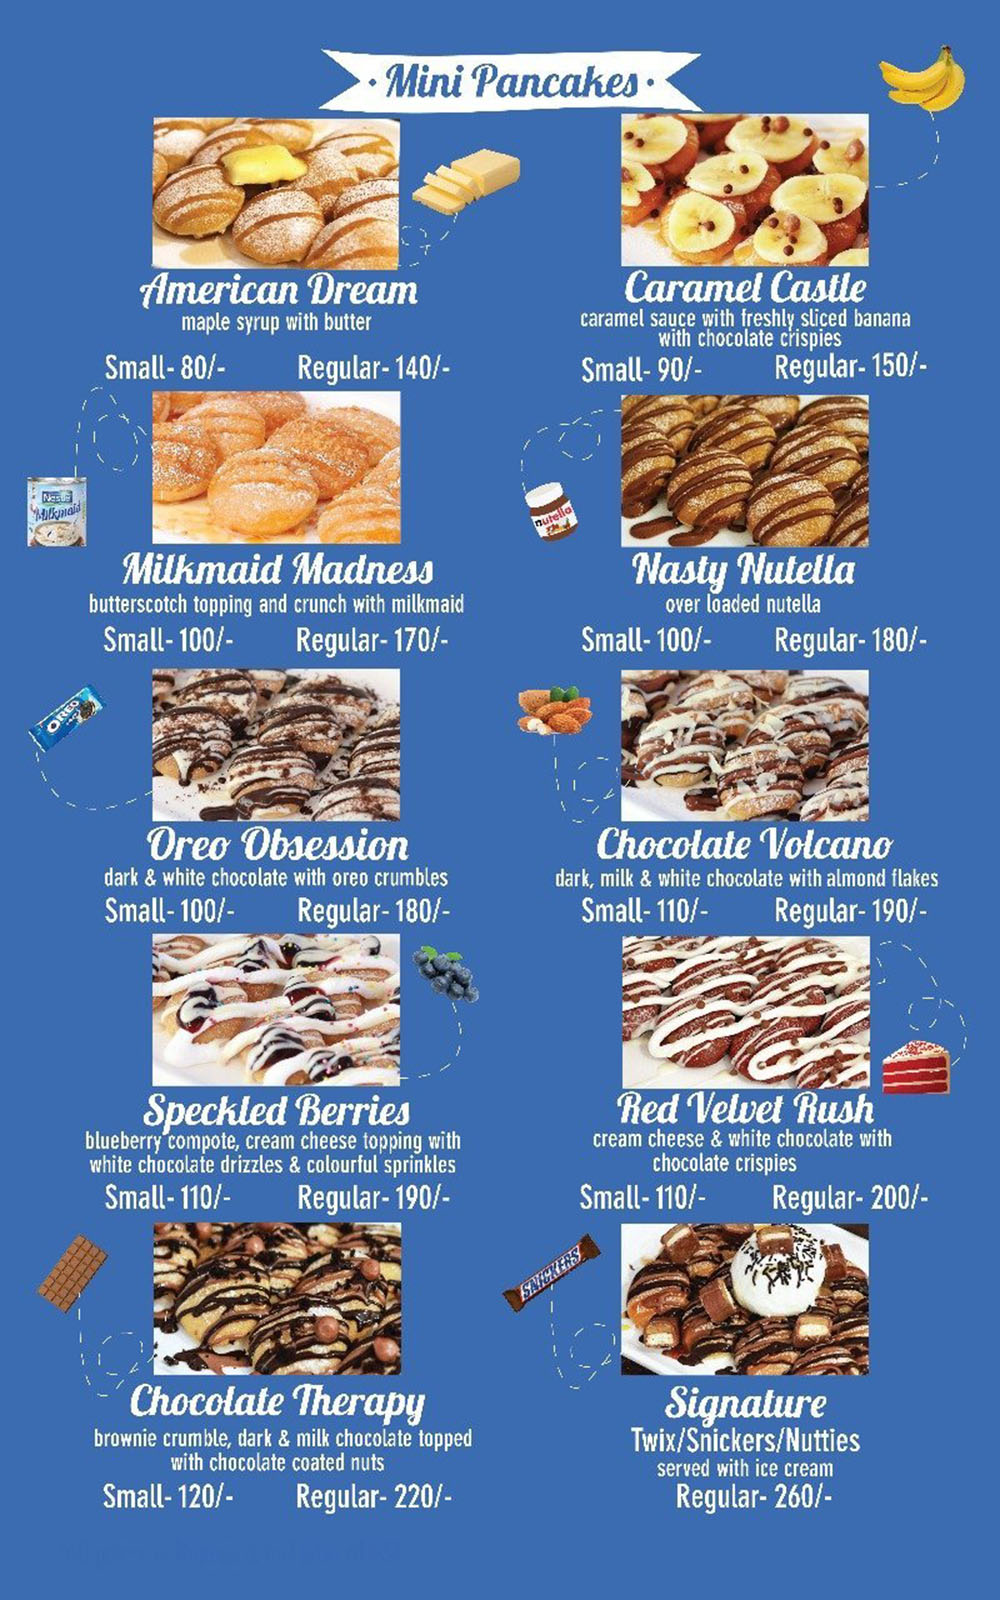 · Mini Pancakes ·
American Dream
maple syrup with butter
Small- 80/- Regular- 140/-
Caramel Castle
caramel sauce with freshly sliced banana
with chocolate crispies
Small- 90/- Regular- 150/-
Nestle
Milkmaid
Milkmaid Madness
butterscotch topping and crunch with milkmaid
Small- 100/- Regular- 170/-
nutella
Nasty Nutella
over loaded nutella
Small- 100/- Regular- 180/-
OREO
Oreo Obsession
dark & white chocolate with oreo crumbles
Small- 100/- Regular- 180/-
Chocolate Volcano
dark, milk & white chocolate with almond flakes
Small- 110/- Regular- 190/-
Speckled Berries
blueberry compote, cream cheese topping with
white chocolate drizzles & colourful sprinkles
Small- 110/- Regular- 190/-
Red Velvet Rush
cream cheese & white chocolate with
chocolate crispies
Small- 110/- Regular- 200/-
Chocolate Therapy
brownie crumble, dark & milk chocolate topped
with chocolate coated nuts
Small- 120/- Regular- 220/-
SNICKERS
Signature
Twix/Snickers/Nutties
served with ice cream
Regular- 260/-